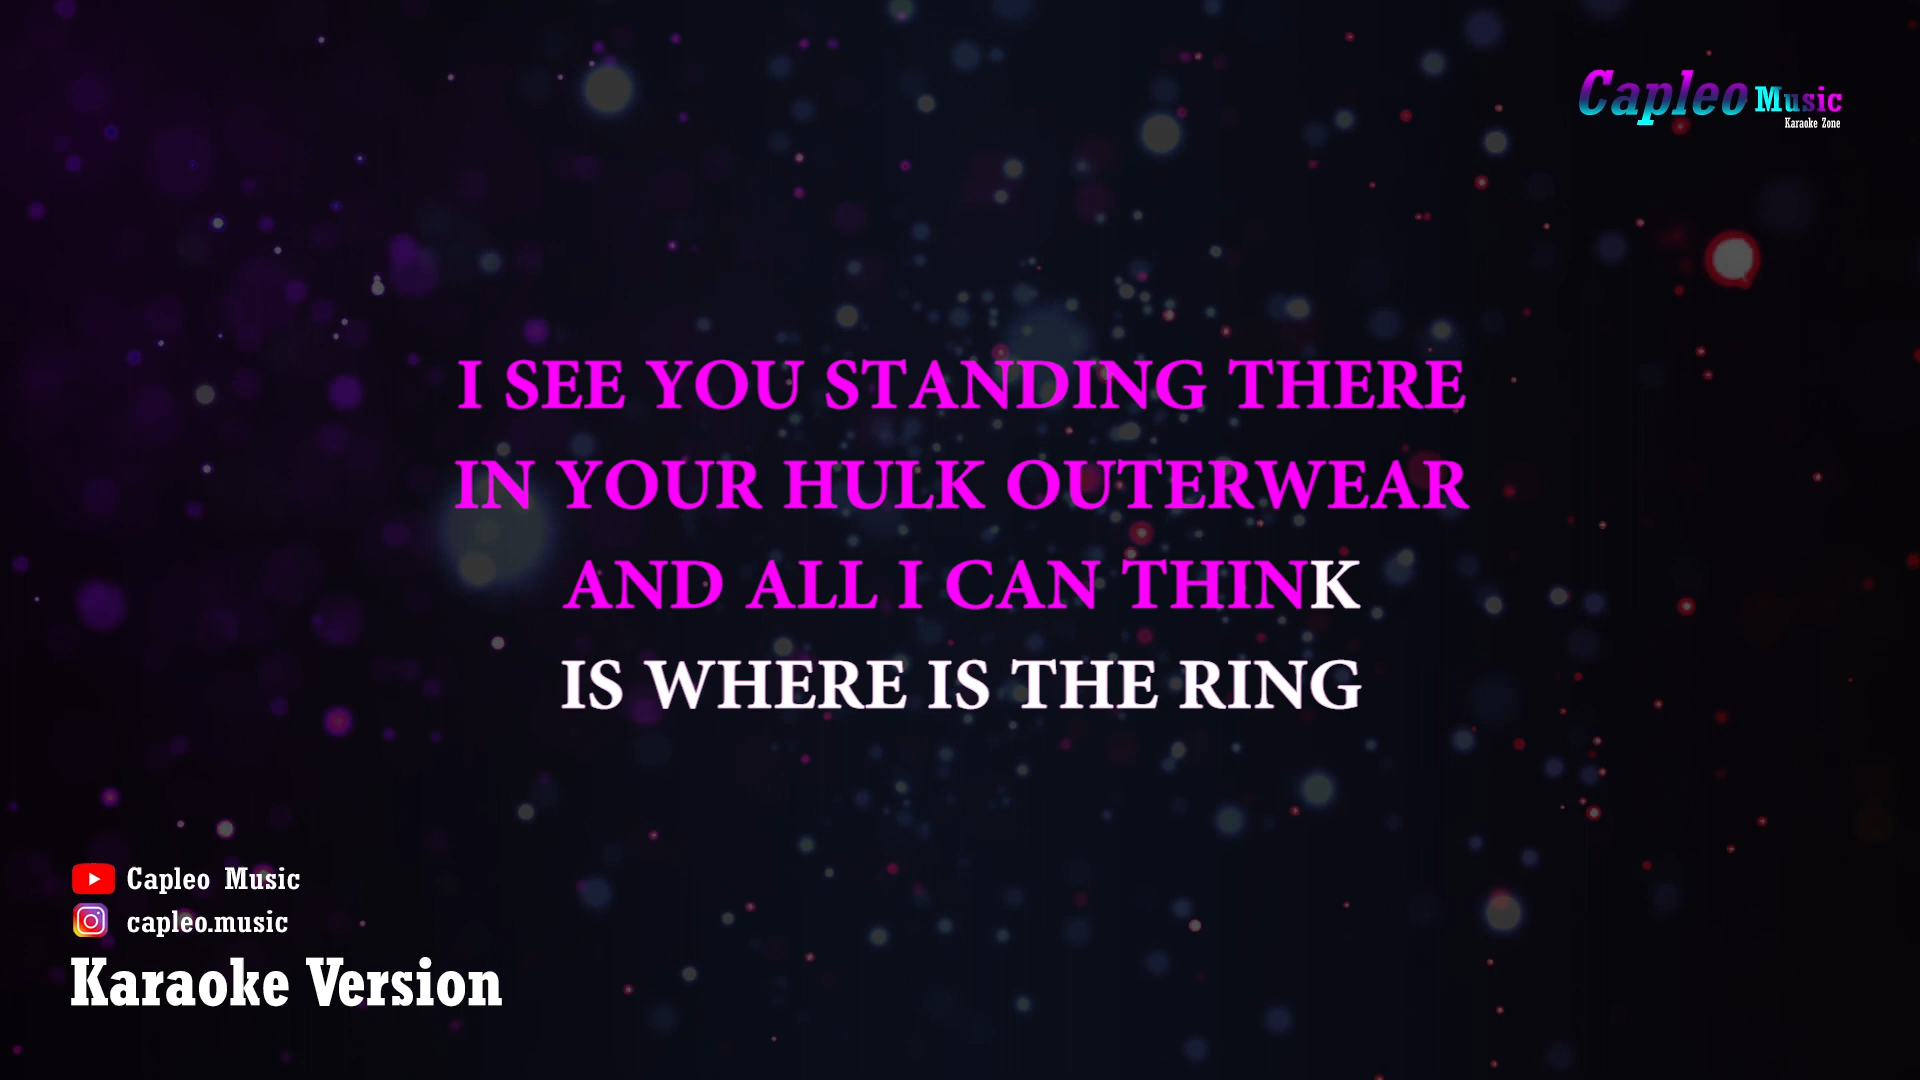 Capleo Music
Karaoke Zone
I SEE YOU STANDING THERE
IN YOUR HULK OUTERWEAR
AND ALL I CAN THINK
IS WHERE IS THE RING
Capleo Music
capleo.music
Karaoke Version